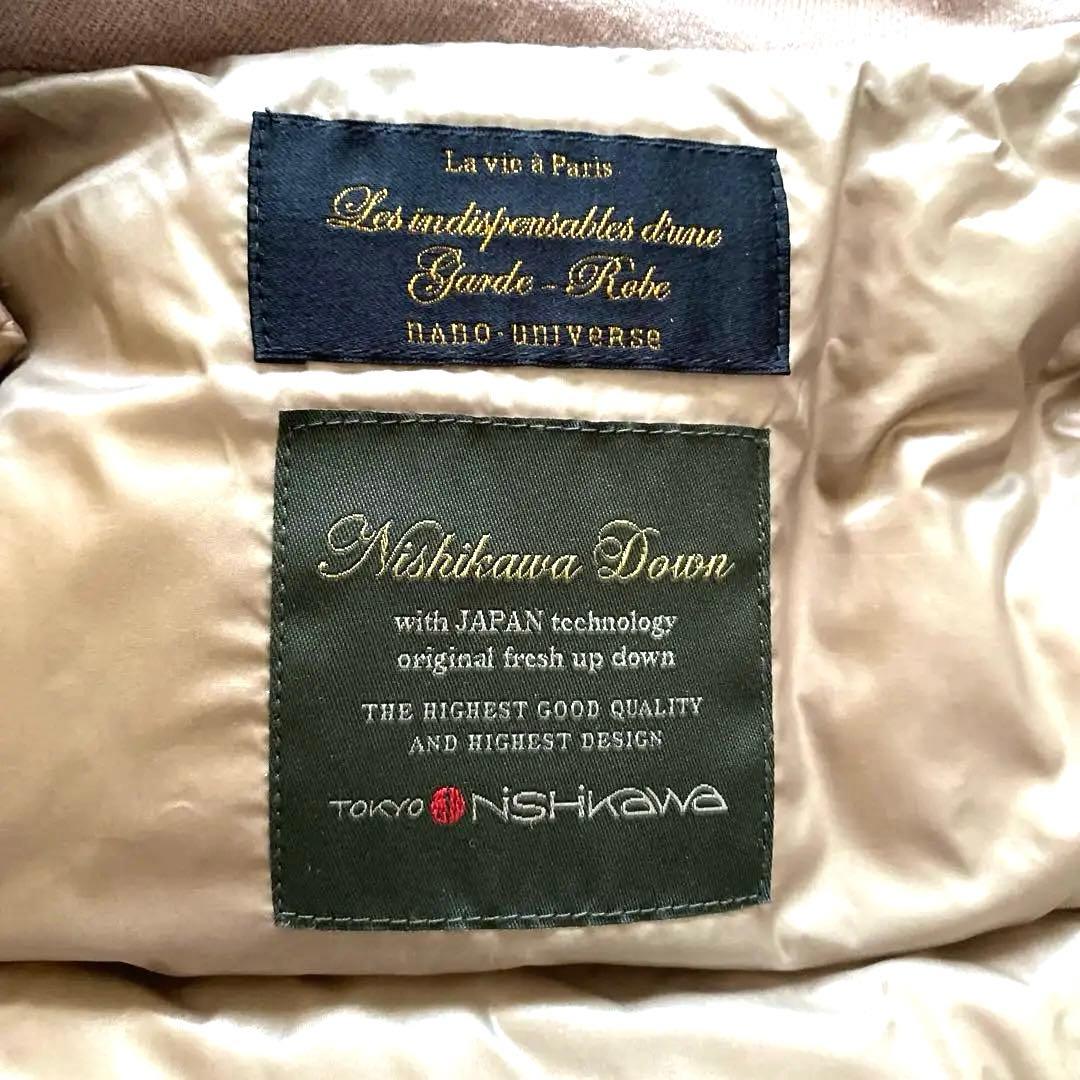 La vie à Paris
Les indispensables d'une
Garde - Robe
nano·universe
Nishikawa Down
with JAPAN technology
original fresh up down
THE HIGHEST GOOD QUALITY
AND HIGHEST DESIGN
TOKYO NiSHiKaWa